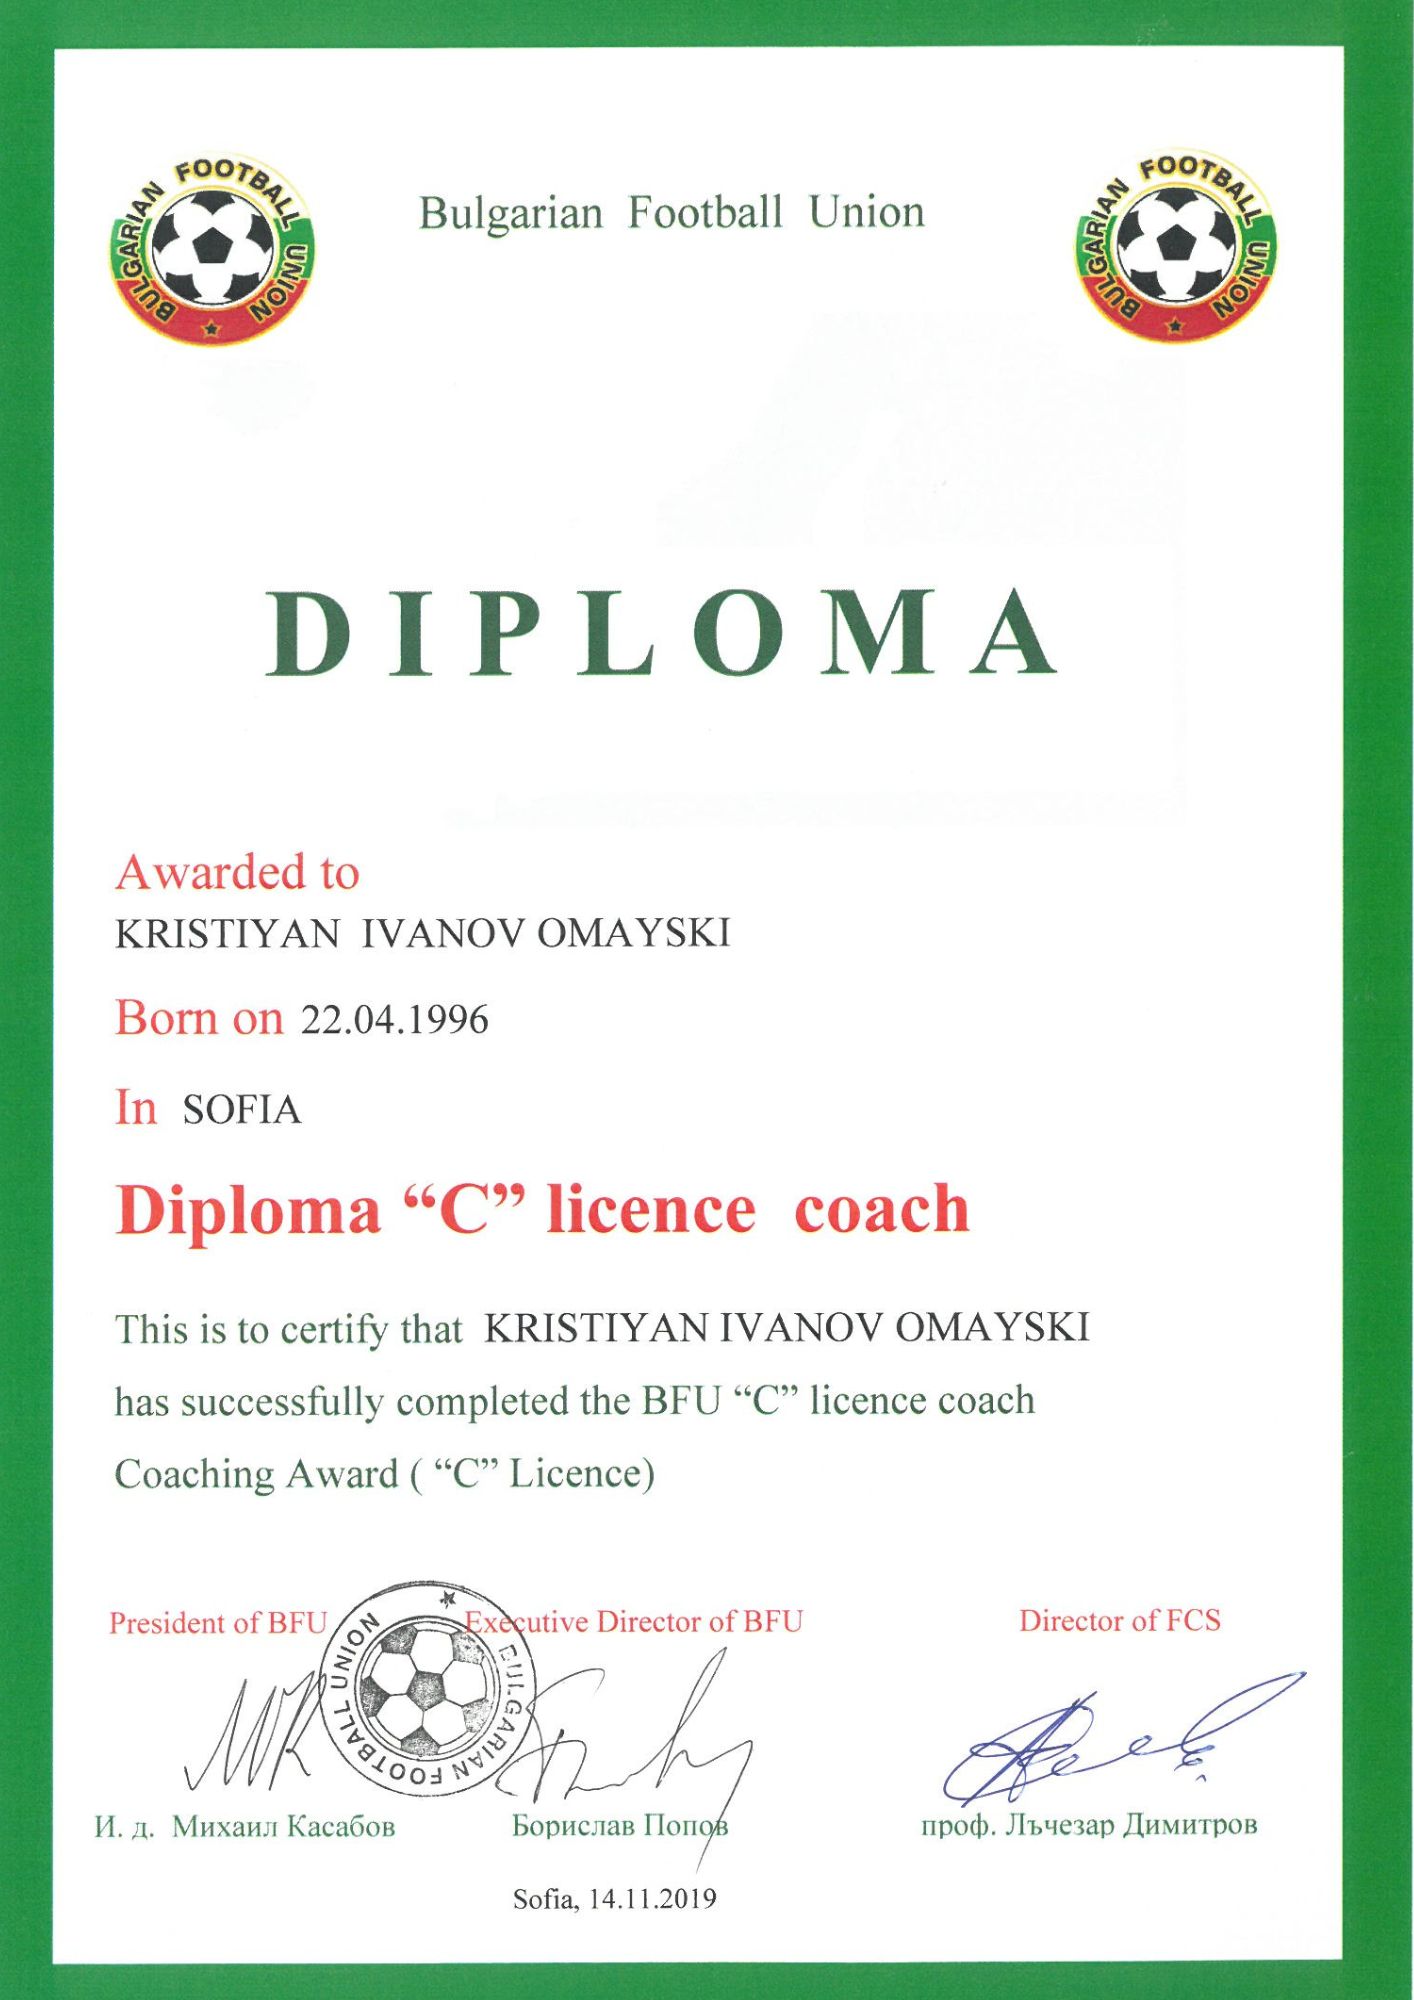 BULGARIAN FOOTBALL UNION
Bulgarian Football Union
BULGARIAN FOOTBALL UNION
DIPLOMA
Awarded to
KRISTIYAN IVANOV OMAYSKI
Born on 22.04.1996
In SOFIA
Diploma “C” licence coach
This is to certify that KRISTIYAN IVANOV OMAYSKI
has successfully completed the BFU “C” licence coach
Coaching Award ( “C” Licence)
President of BFU
Executive Director of BFU
Director of FCS
BULGARIAN FOOTBALL UNION
И. д. Михаил Касабов
Борислав Попов
проф. Лъчезар Димитров
Sofia, 14.11.2019